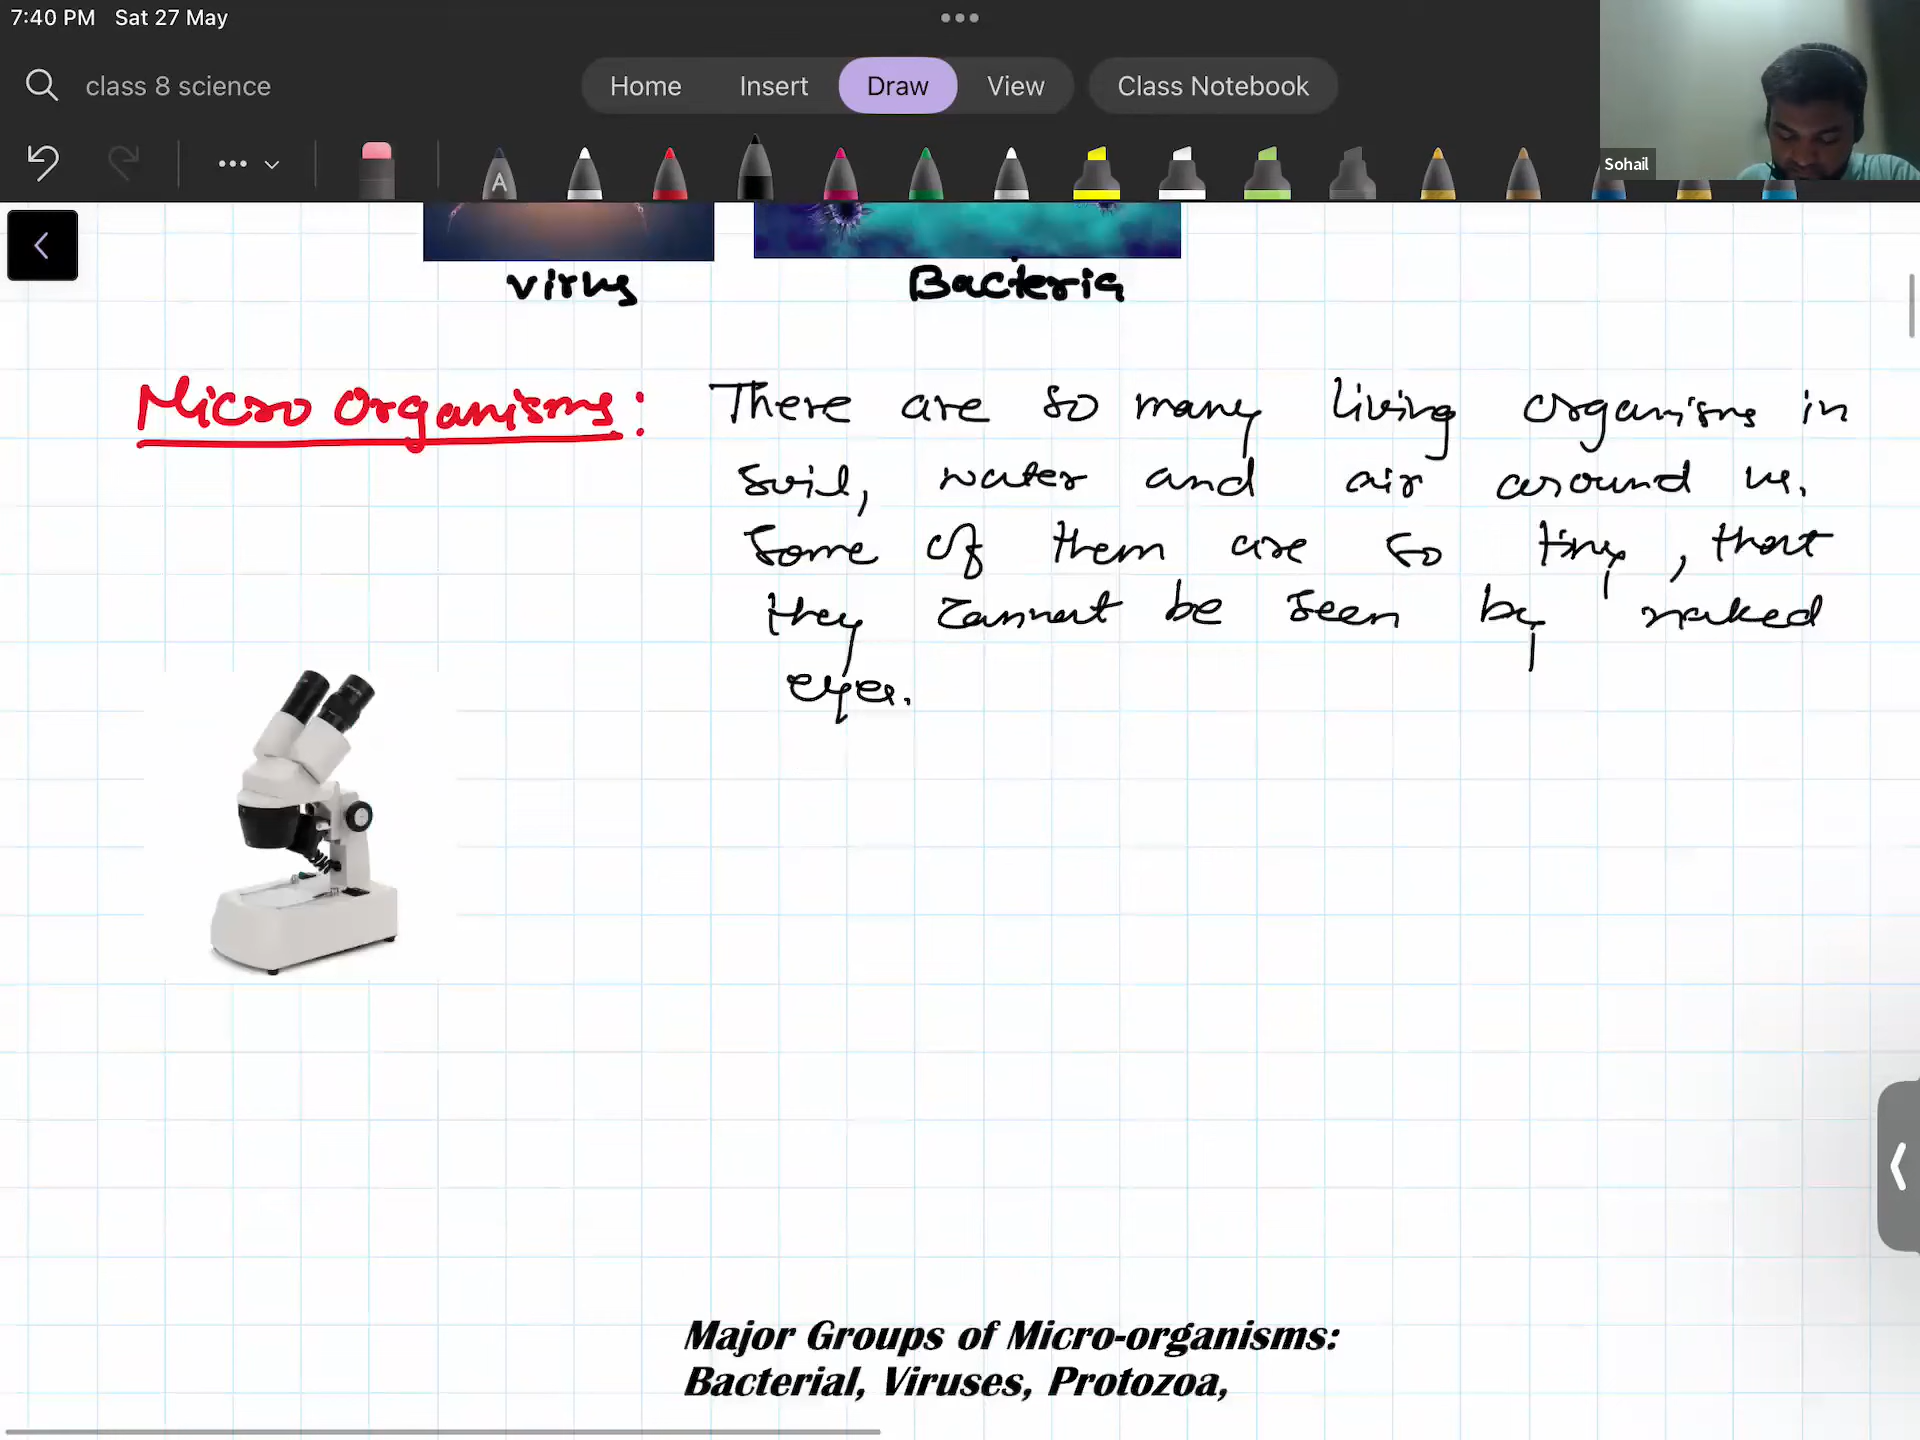 7:40 PM Sat 27 May
class 8 science
Home Insert Draw View Class Notebook
A
Sohail
Virus Bacteria
Micro Organisms: There are so many living organisms in
soil, water and air around us.
Some of them are so tiny, that
they cannot be seen by naked
eyes.
Major Groups of Micro-organisms:
Bacterial, Viruses, Protozoa,